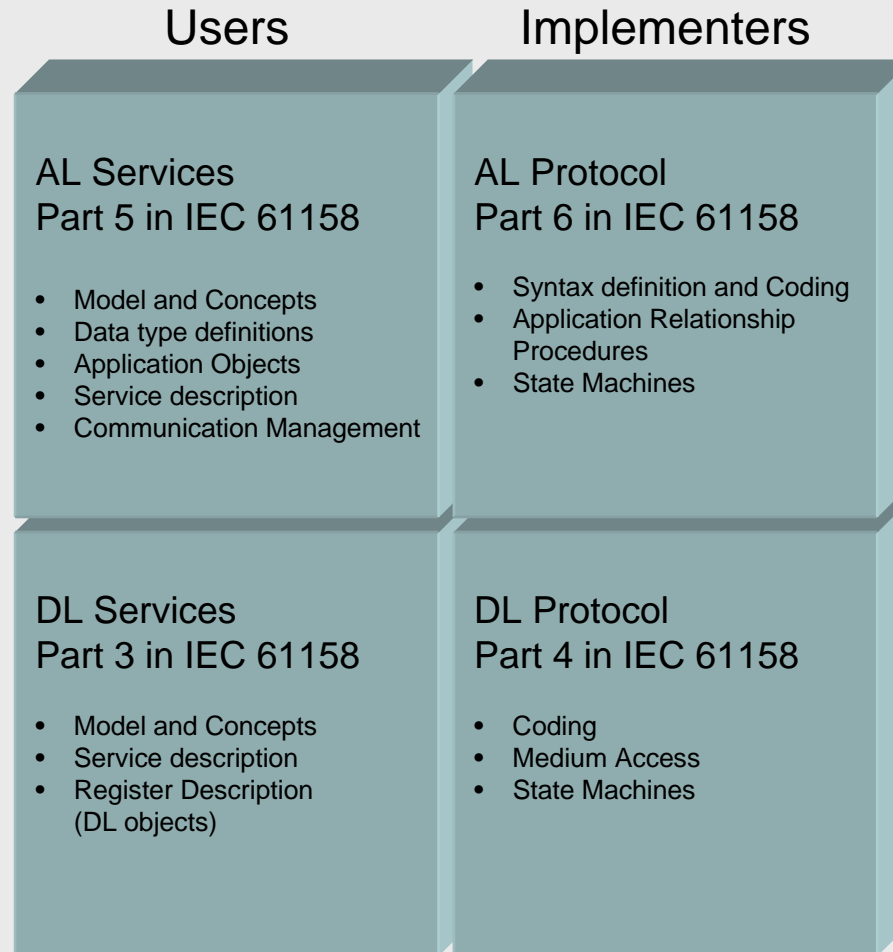 Users
Implementers
AL Services
Part 5 in IEC 61158
• Model and Concepts
• Data type definitions
• Application Objects
• Service description
• Communication Management
AL Protocol
Part 6 in IEC 61158
• Syntax definition and Coding
• Application Relationship
Procedures
• State Machines
DL Services
Part 3 in IEC 61158
• Model and Concepts
• Service description
• Register Description
(DL objects)
DL Protocol
Part 4 in IEC 61158
• Coding
• Medium Access
• State Machines